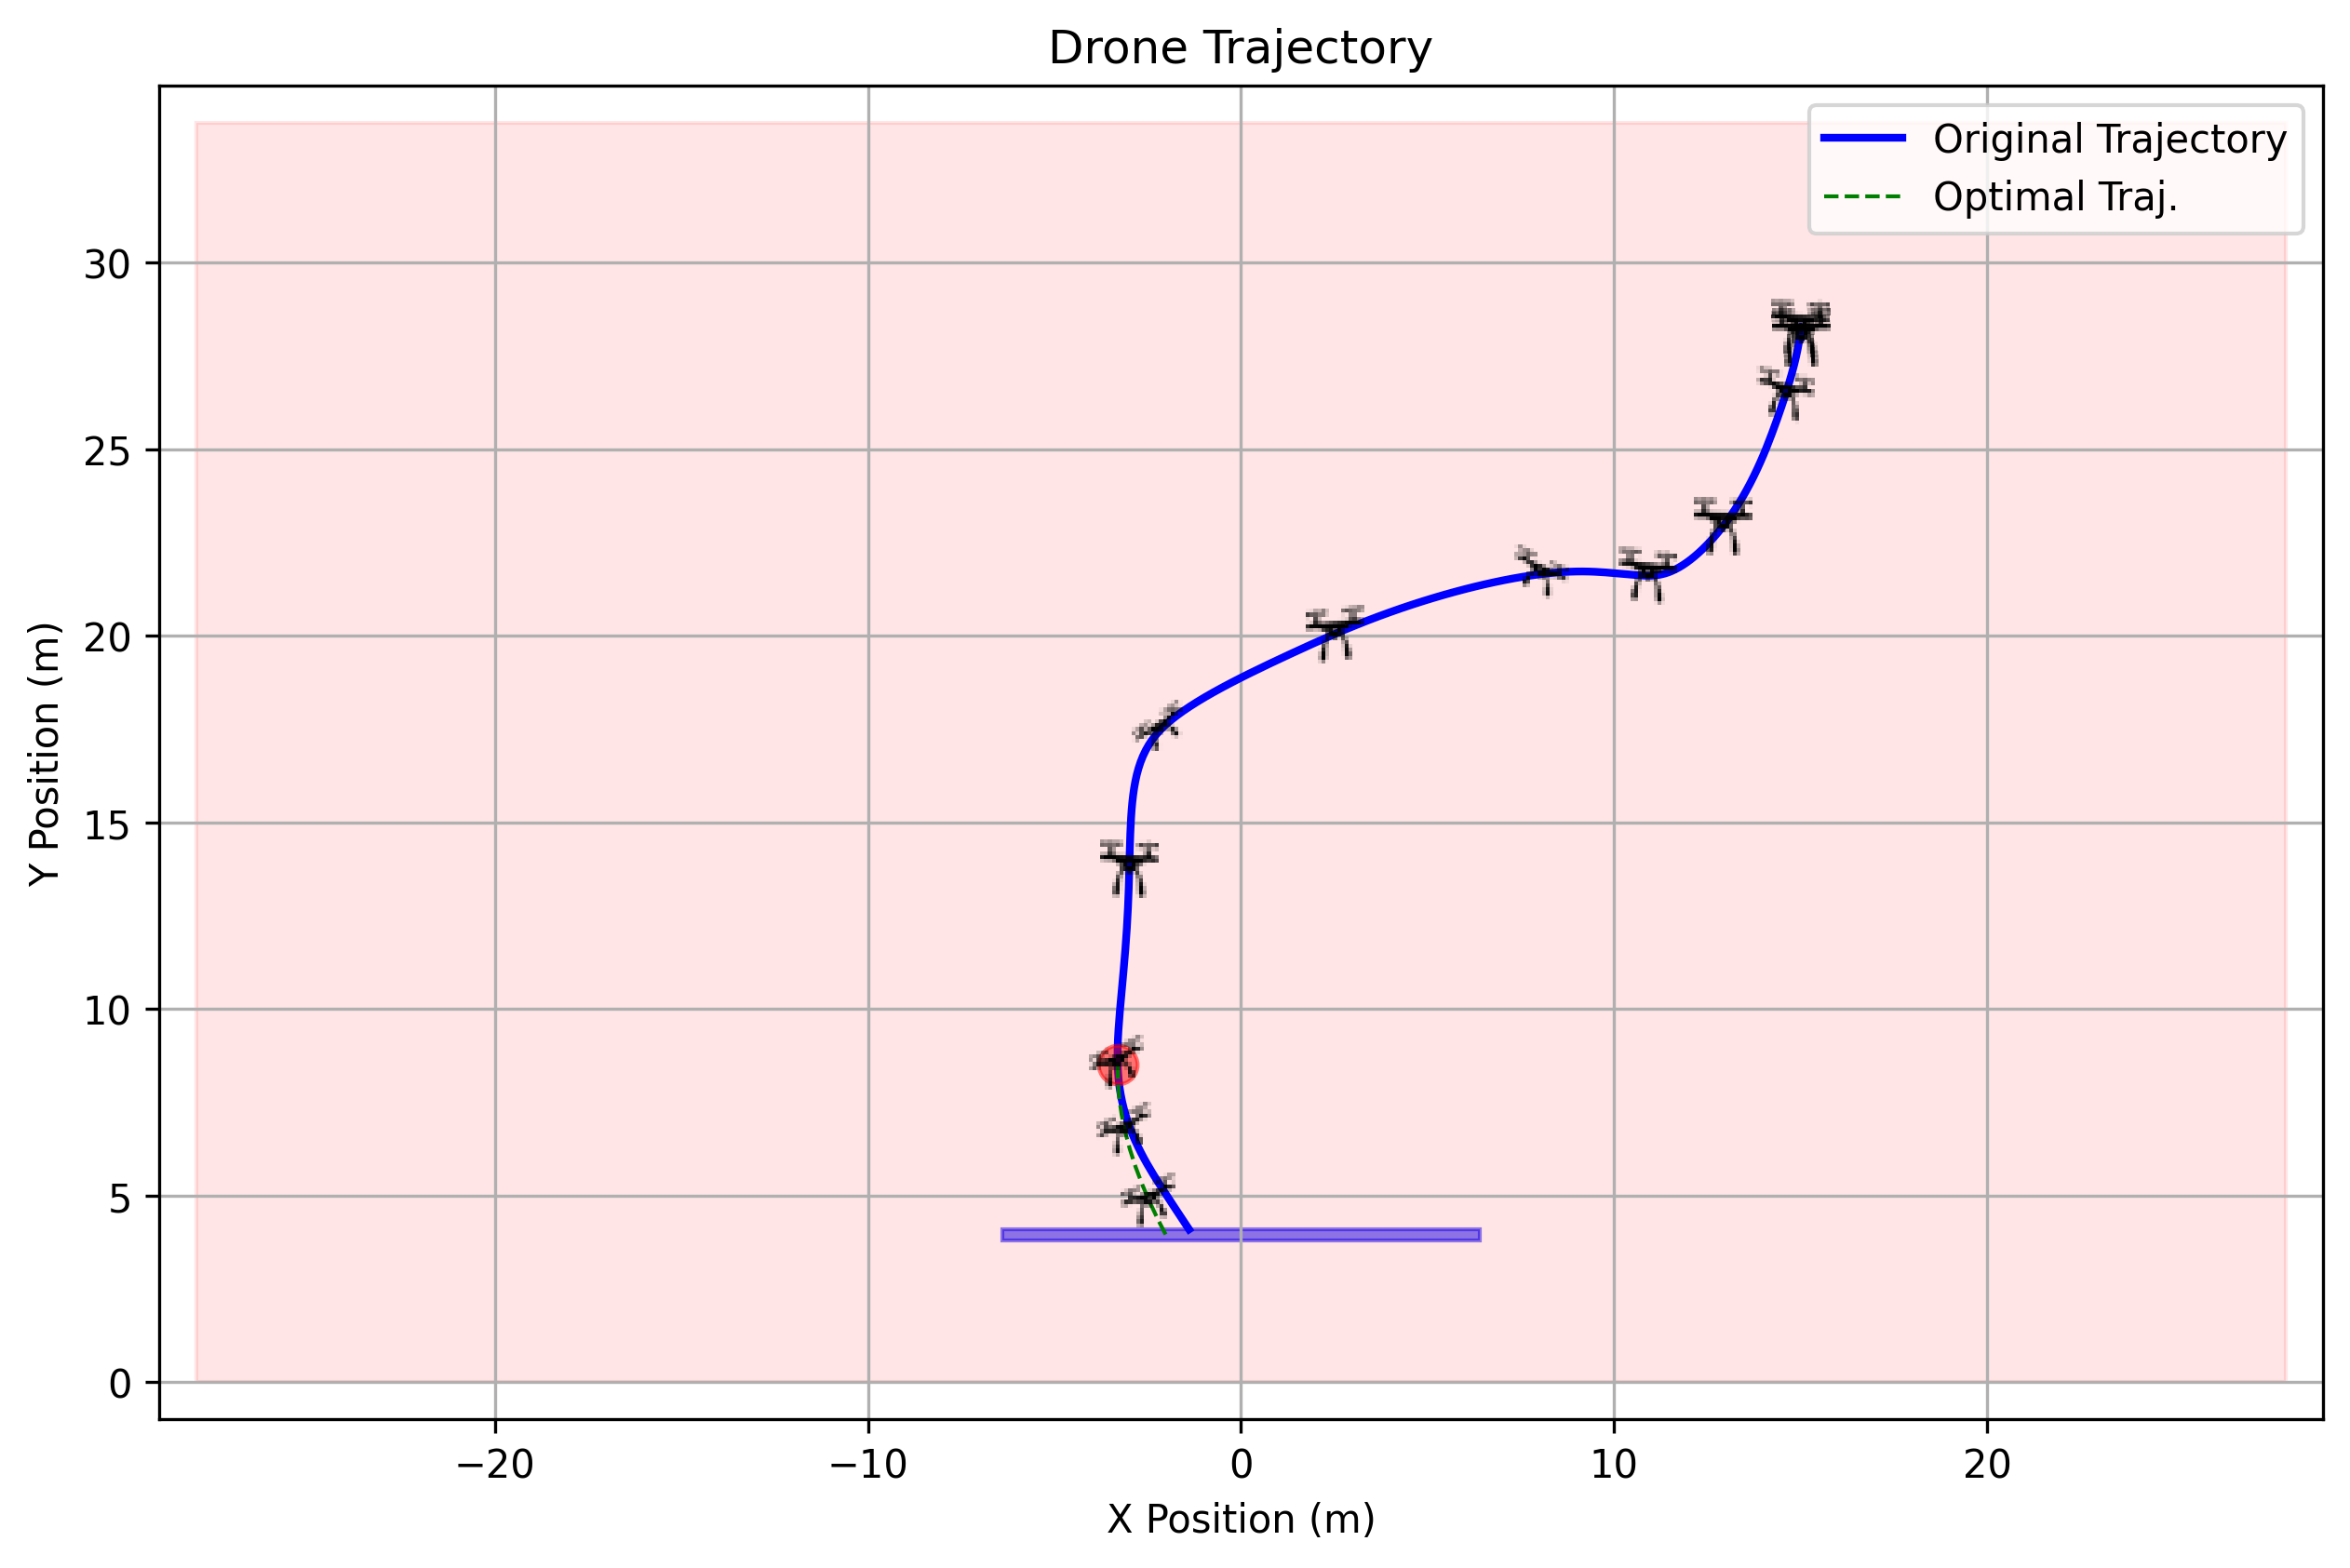 Drone Trajectory
Original Trajectory
Optimal Traj.
Y Position (m)
30
25
20
15
10
5
0
−20
−10
0
10
20
X Position (m)